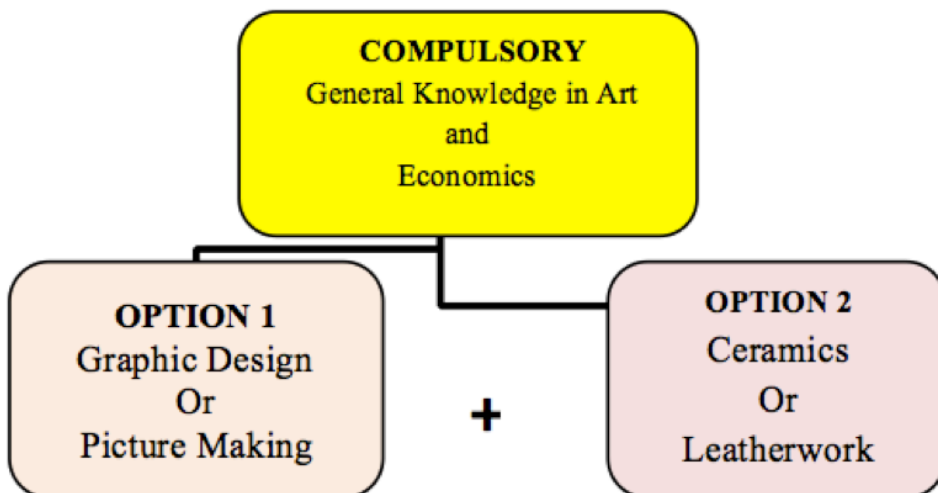 COMPULSORY
General Knowledge in Art
and
Economics
OPTION 1
Graphic Design
Or
Picture Making
+
OPTION 2
Ceramics
Or
Leatherwork